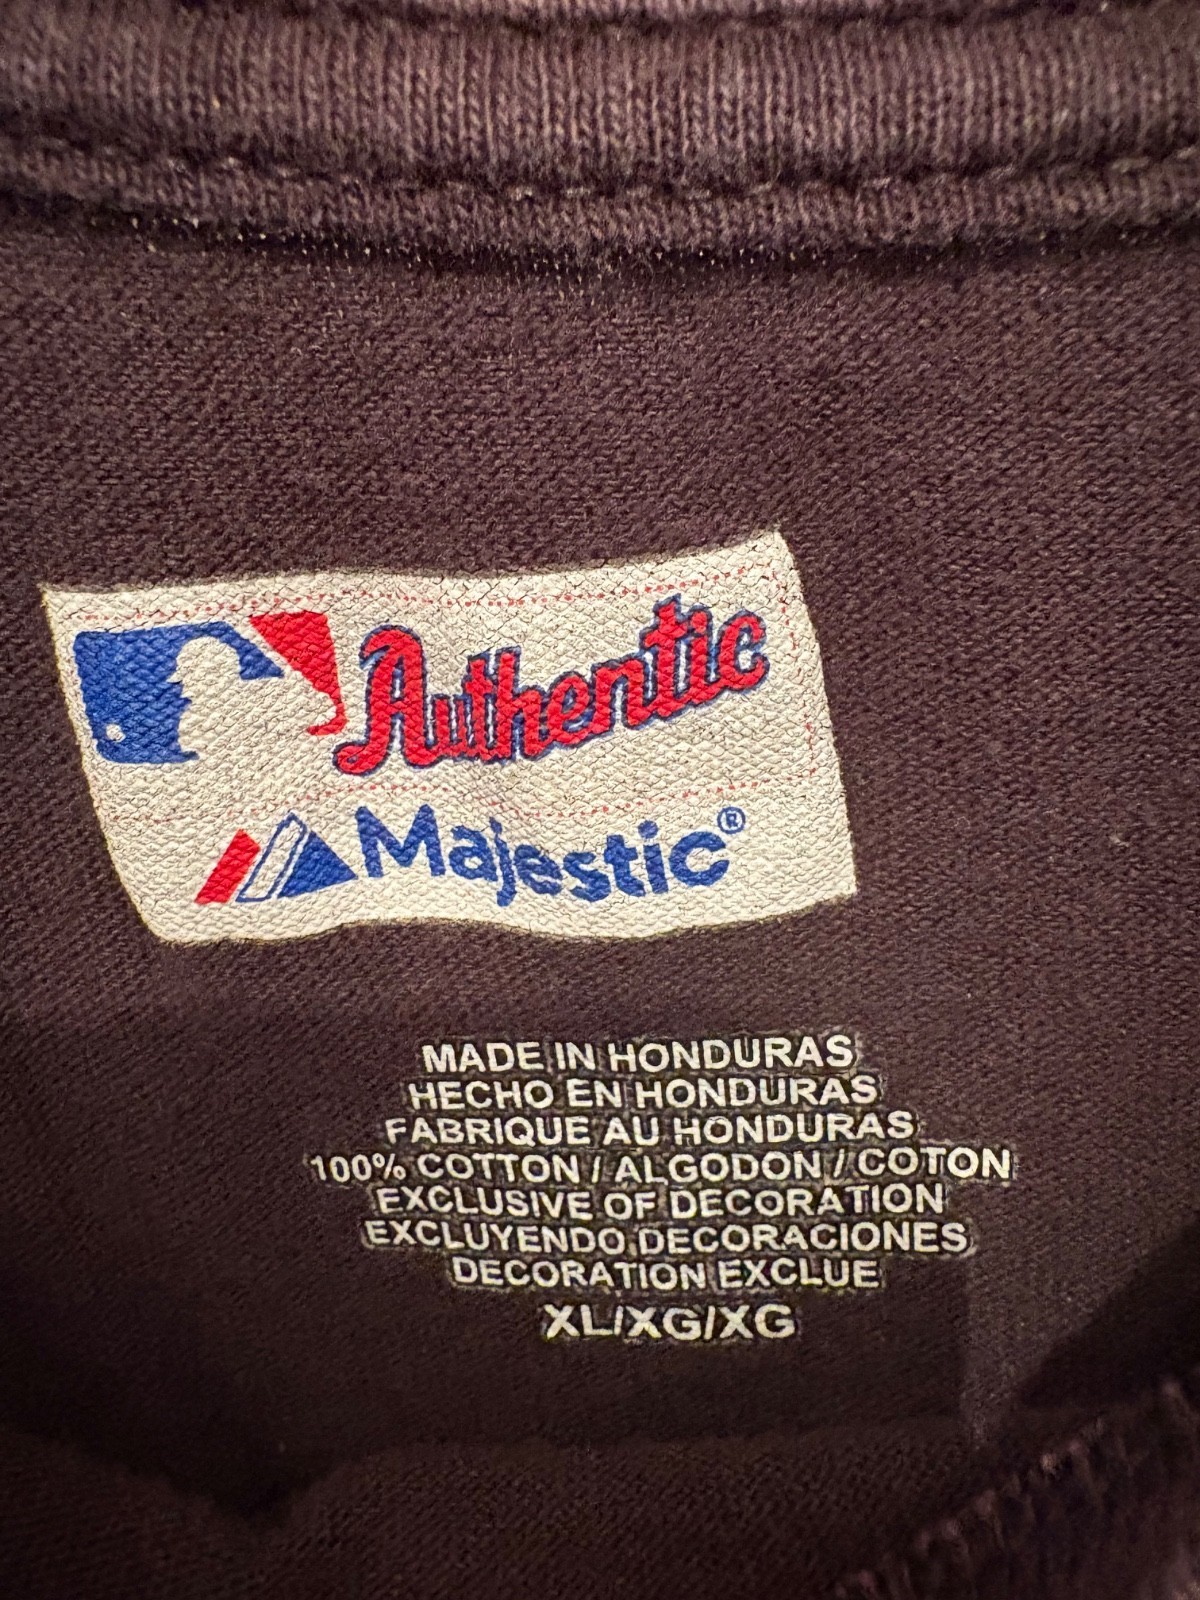 Authentic
Majestic®
MADE IN HONDURAS
HECHO EN HONDURAS
FABRIQUE AU HONDURAS
100% COTTON / ALGODON / COTON
EXCLUSIVE OF DECORATION
EXCLUYENDO DECORACIONES
DECORATION EXCLUE
XL/XG/XG